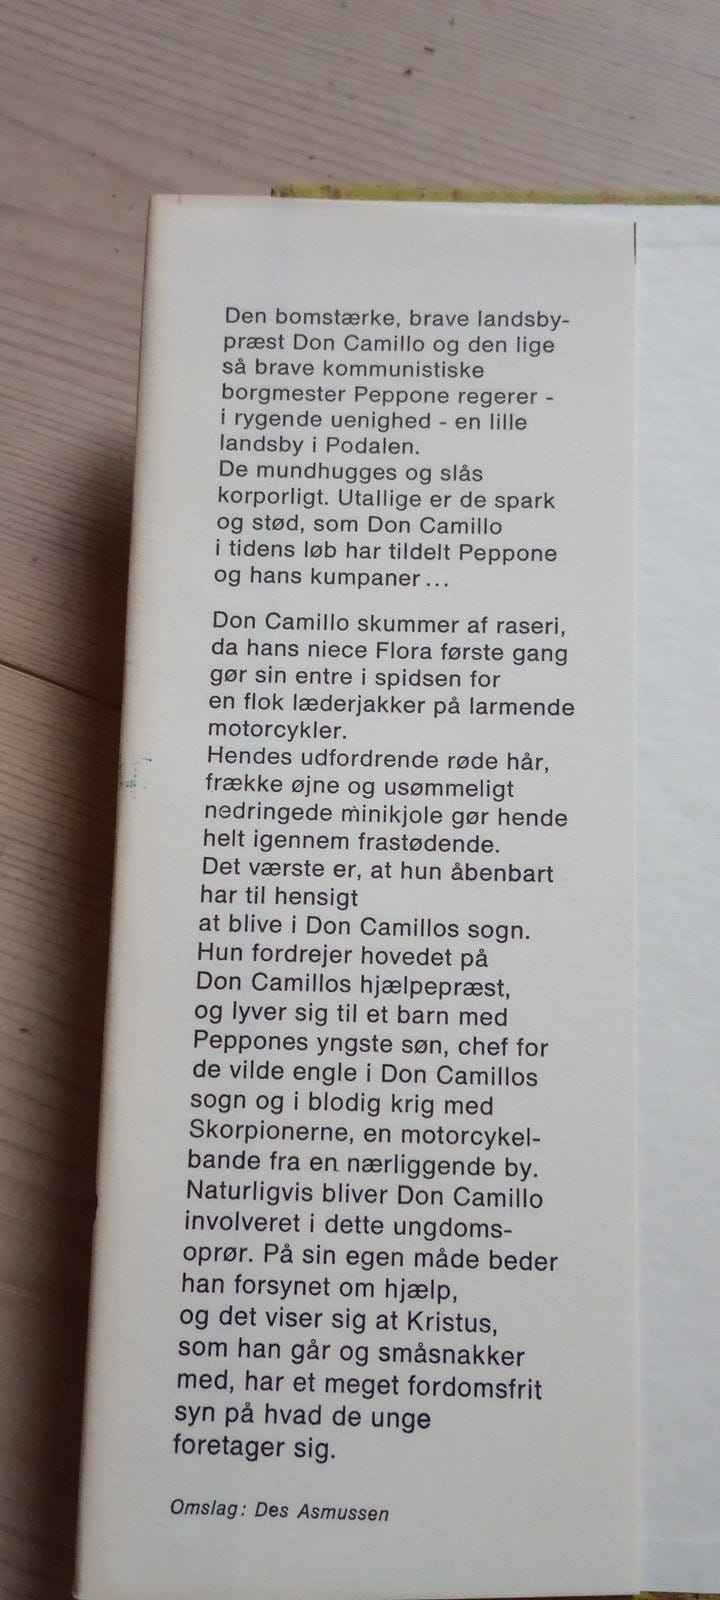 Den bomstærke, brave landsby-
præst Don Camillo og den lige
så brave kommunistiske
borgmester Peppone regerer -
i rygende uenighed - en lille
landsby i Podalen.
De mundhugges og slås
korporligt. Utallige er de spark
og stød, som Don Camillo
i tidens løb har tildelt Peppone
og hans kumpaner...
Don Camillo skummer af raseri,
da hans niece Flora første gang
gør sin entre i spidsen for
en flok læderjakker på larmende
motorcykler.
Hendes udfordrende røde hår,
frække øjne og usømmeligt
nedringede minikjole gør hende
helt igennem frastødende.
Det værste er, at hun åbenbart
har til hensigt
at blive i Don Camillos sogn.
Hun fordrejer hovedet på
Don Camillos hjælpepræst,
og lyver sig til et barn med
Peppones yngste søn, chef for
de vilde engle i Don Camillos
sogn og i blodig krig med
Skorpionerne, en motorcykel-
bande fra en nærliggende by.
Naturligvis bliver Don Camillo
involveret i dette ungdoms-
oprør. På sin egen måde beder
han forsynet om hjælp,
og det viser sig at Kristus,
som han går og småsnakker
med, har et meget fordomsfrit
syn på hvad de unge
foretager sig.
Omslag: Des Asmussen